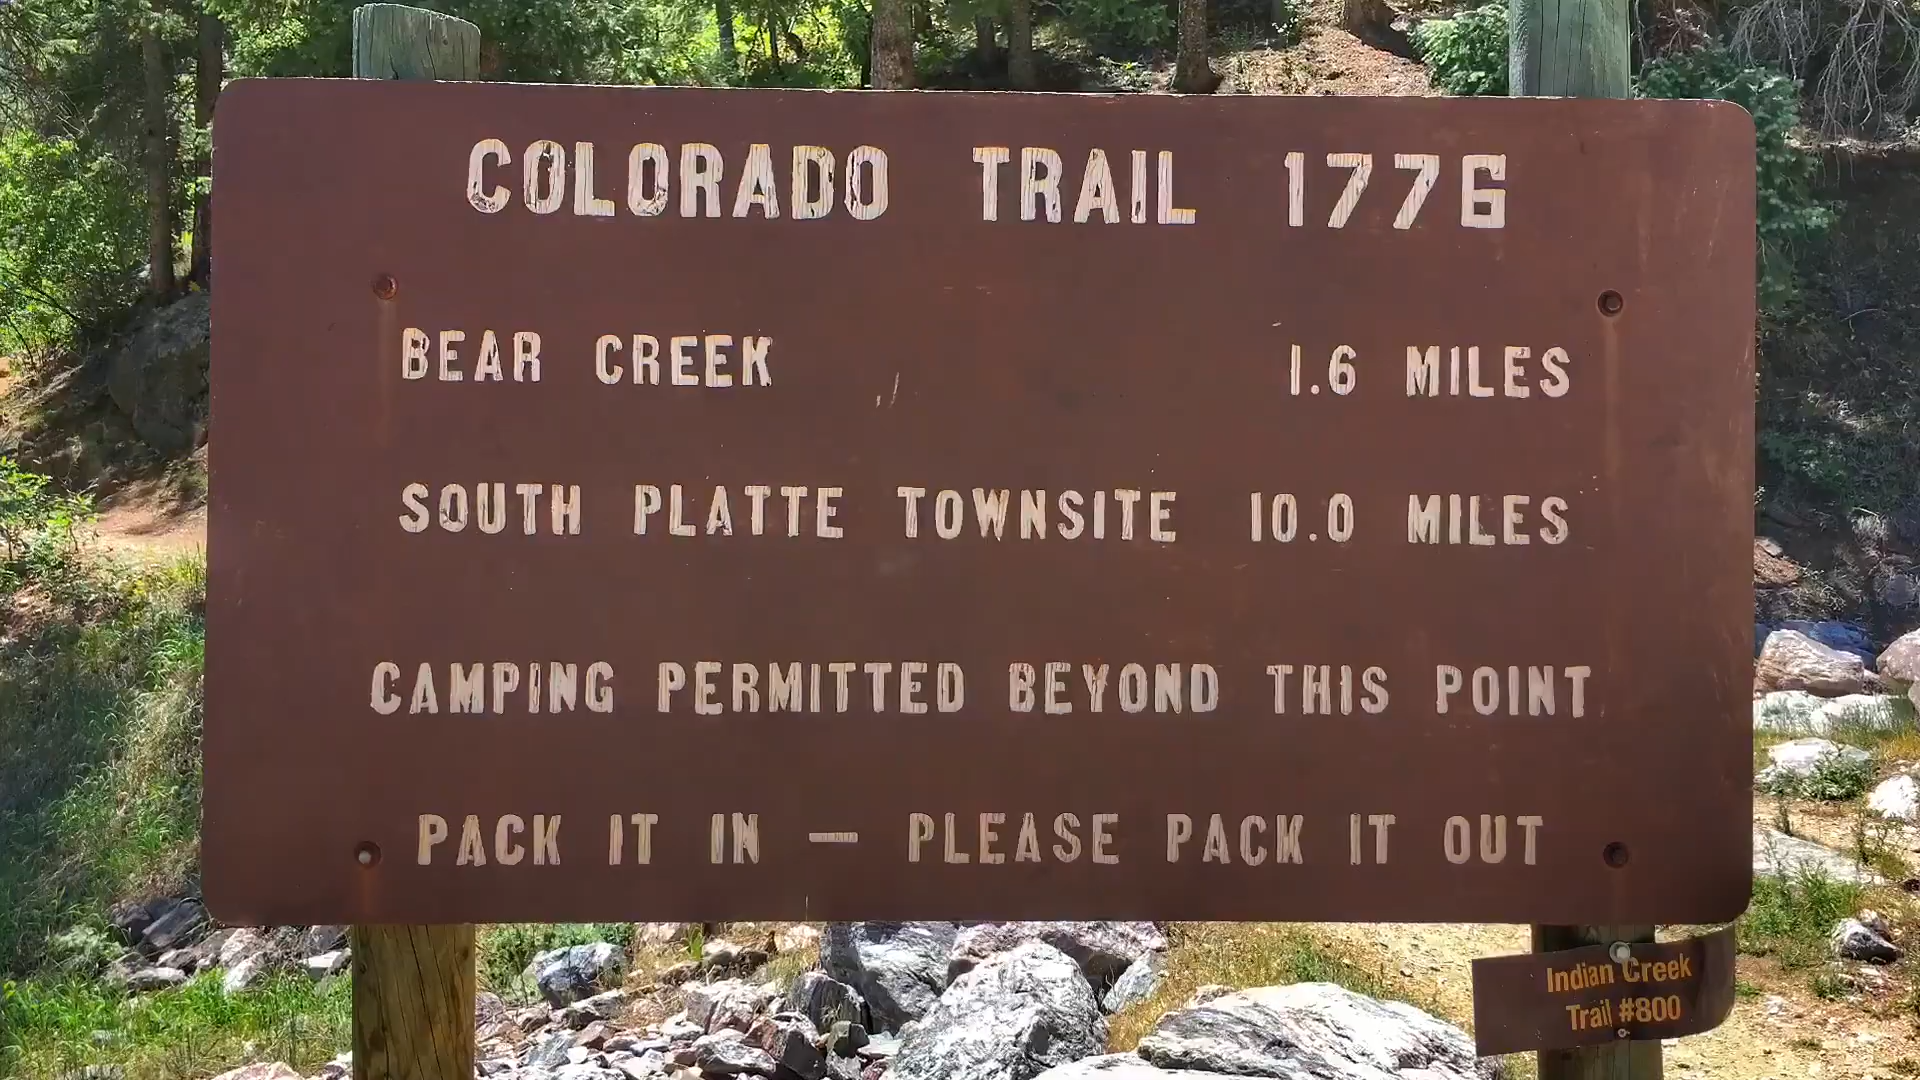 COLORADO TRAIL 1776
BEAR CREEK 1.6 MILES
SOUTH PLATTE TOWNSITE 10.0 MILES
CAMPING PERMITTED BEYOND THIS POINT
PACK IT IN — PLEASE PACK IT OUT
Indian Creek
Trail #800